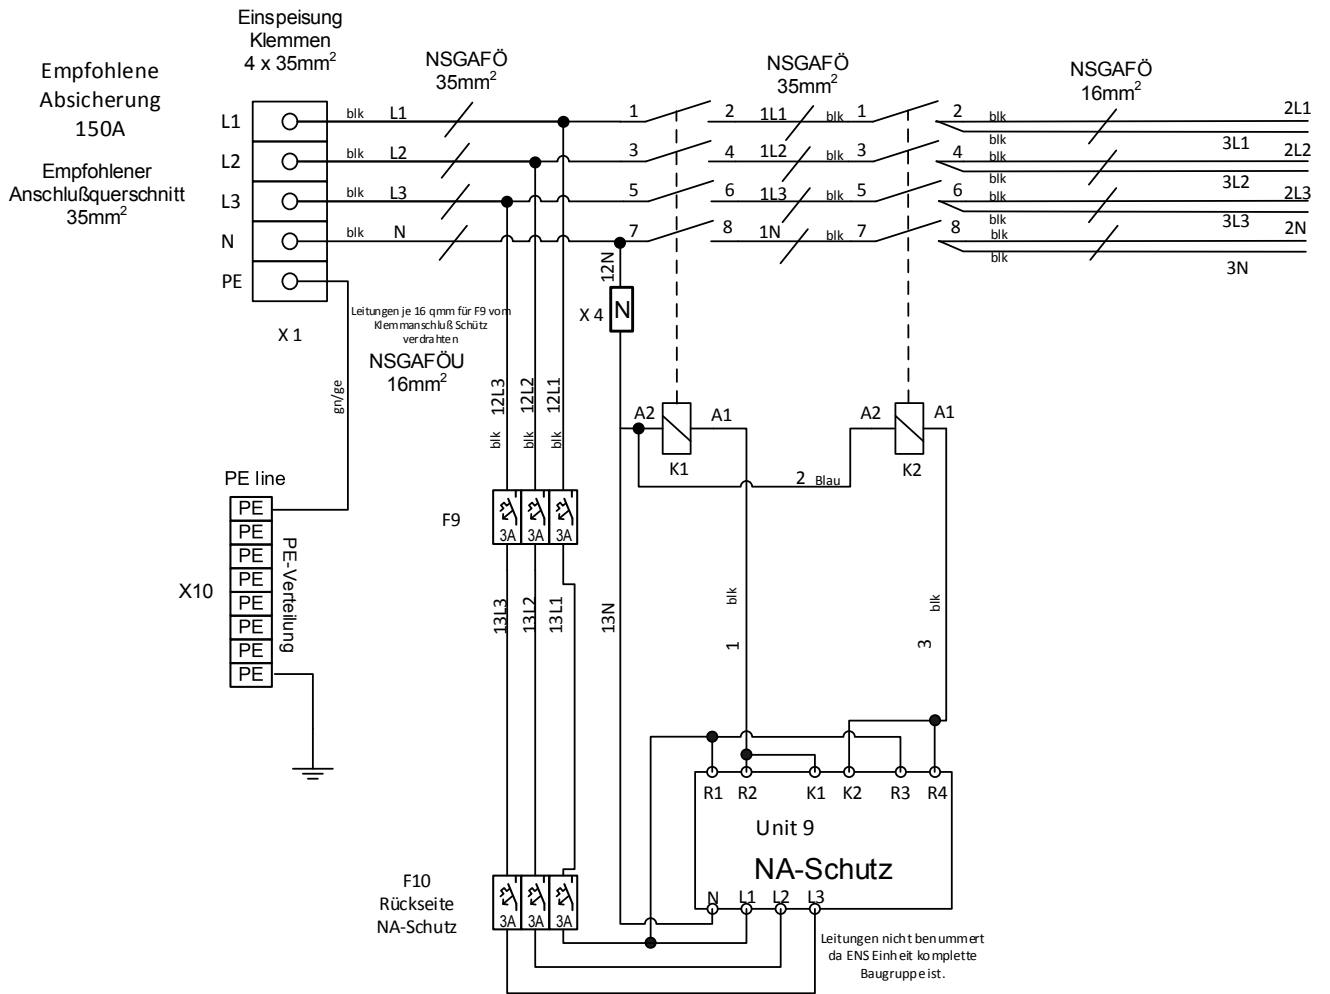 Einspeisung
Klemmen
4 x 35mm²
Empfohlene
Absicherung
150A
Empfohlener
Anschlußquerschnitt
35mm²
NSGAFÖ
35mm²
NSGAFÖ
35mm²
NSGAFÖ
16mm²
L1 blk L1 1 2 1L1 blk 1 2 blk 2L1
blk 3L1
L2 blk L2 3 4 1L2 blk 3 4 blk 2L2
blk 3L2
L3 blk L3 5 6 1L3 blk 5 6 blk 2L3
blk 3L3
N blk N 7 8 1N blk 7 8 blk 2N
blk 3N
PE
X 1
12N
X 4 N
Leitungen je 16 qmm für F9 vom
Klemmanschluß Schütz
verdrahten
NSGAFÖU
16mm²
gn/ge
12L3 12L2 12L1
blk blk blk
A2 A1
K1
A2 A1
K2
2 Blau
PE line
PE
PE
PE
PE
PE
PE
PE
PE
X10
PE-Verteilung
F9
3A 3A 3A
13L3 13L2 13L1
13N
blk
1
blk
3
R1 R2 K1 K2 R3 R4
Unit 9
NA-Schutz
N L1 L2 L3
F10
Rückseite
NA-Schutz
3A 3A 3A
Leitungen nicht benummert
da ENS Einheit komplette
Baugruppe ist.